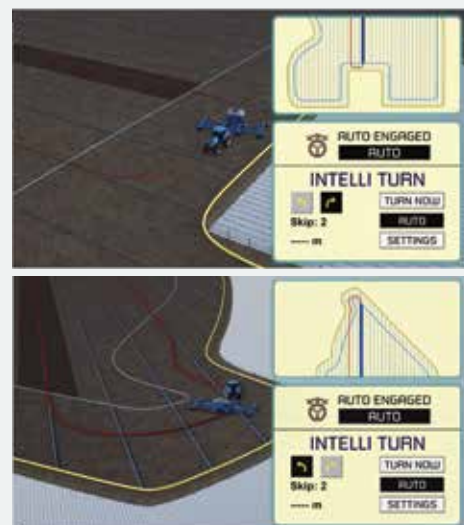 AUTO ENGAGED
AUTO
INTELLI TURN
TURN NOW
Skip: 2
AUTO
---- m
SETTINGS
AUTO ENGAGED
AUTO
INTELLI TURN
TURN NOW
Skip: 2
AUTO
---- m
SETTINGS